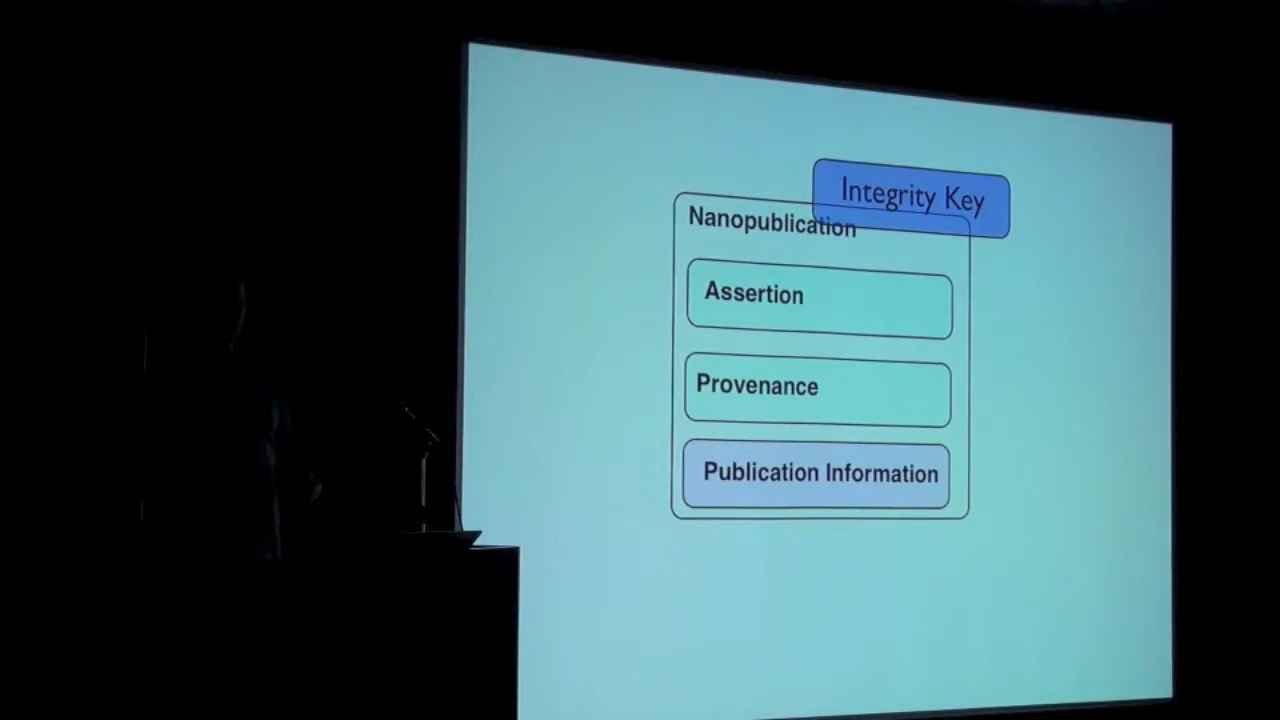 Integrity Key
Nanopublication
Assertion
Provenance
Publication Information